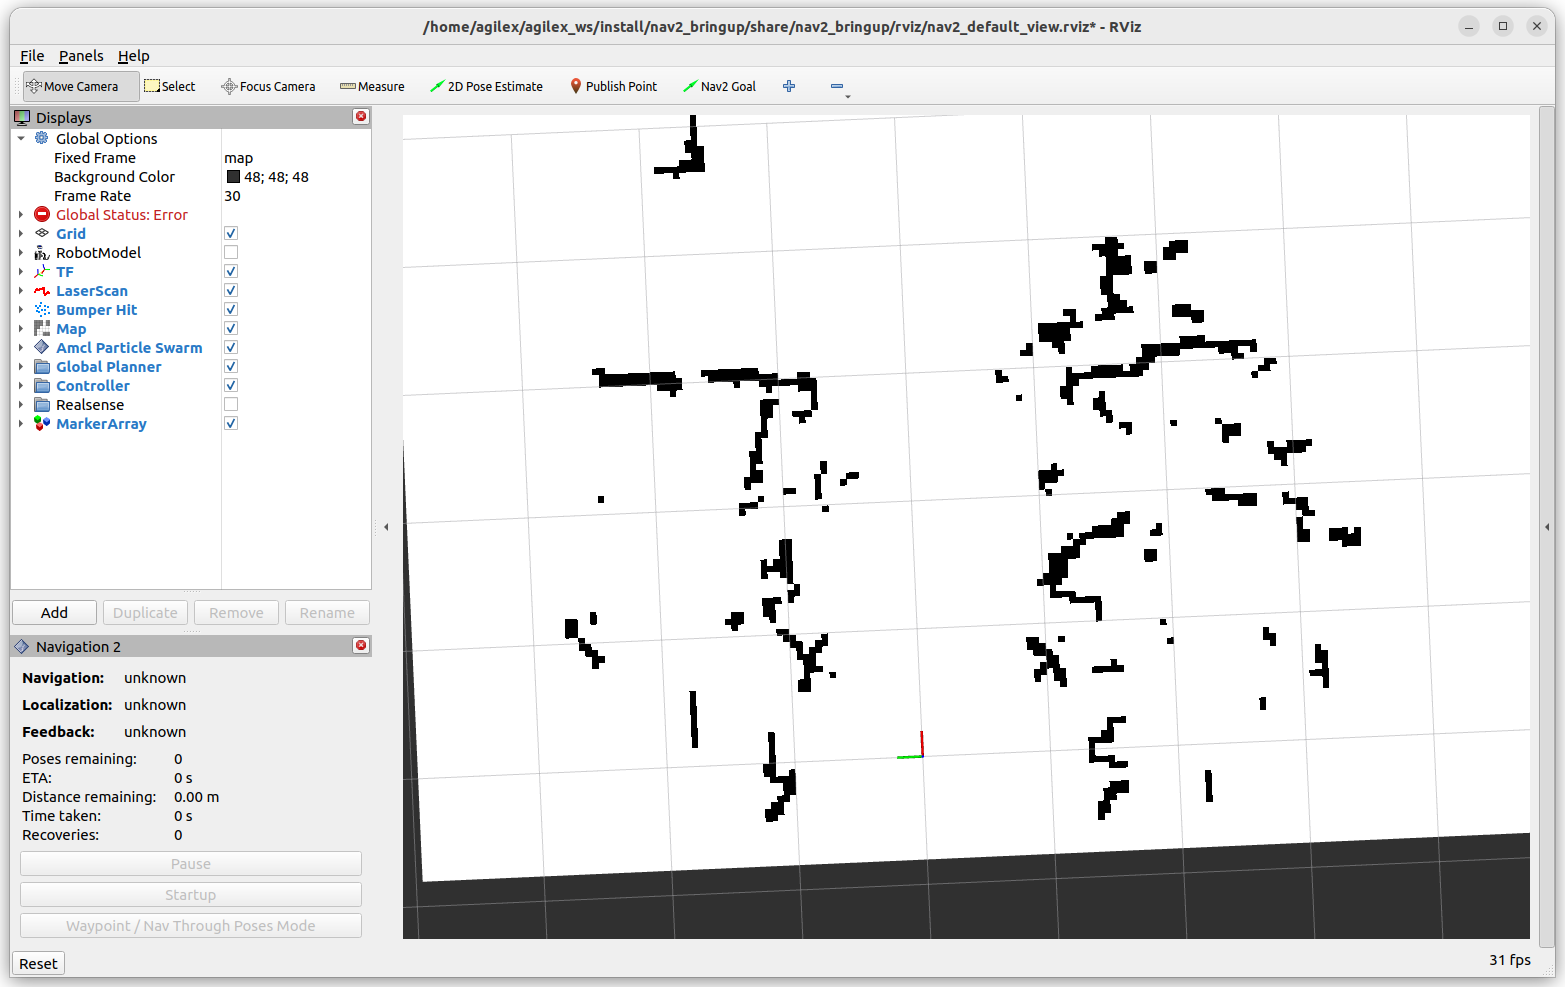 /home/agilex/agilex_ws/install/nav2_bringup/share/nav2_bringup/rviz/nav2_default_view.rviz* - RViz
File Panels Help
Move Camera Select Focus Camera Measure 2D Pose Estimate Publish Point Nav2 Goal
Displays
Global Options
Fixed Frame map
Background Color 48; 48; 48
Frame Rate 30
Global Status: Error
Grid
RobotModel
TF
LaserScan
Bumper Hit
Map
Amcl Particle Swarm
Global Planner
Controller
Realsense
MarkerArray
Add Duplicate Remove Rename
Navigation 2
Navigation: unknown
Localization: unknown
Feedback: unknown
Poses remaining: 0
ETA: 0 s
Distance remaining: 0.00 m
Time taken: 0 s
Recoveries: 0
Pause
Startup
Waypoint / Nav Through Poses Mode
Reset 31 fps